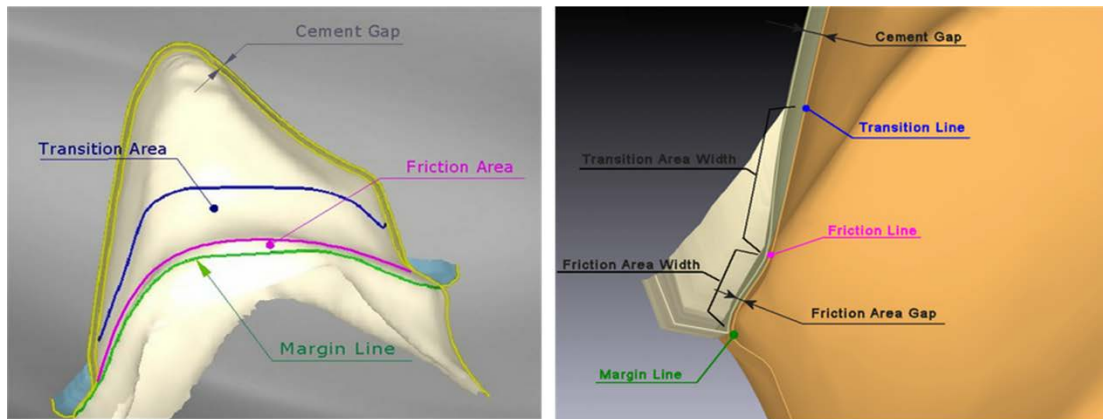 Cement Gap
Transition Area
Friction Area
Margin Line
Cement Gap
Transition Line
Transition Area Width
Friction Line
Friction Area Width
Friction Area Gap
Margin Line